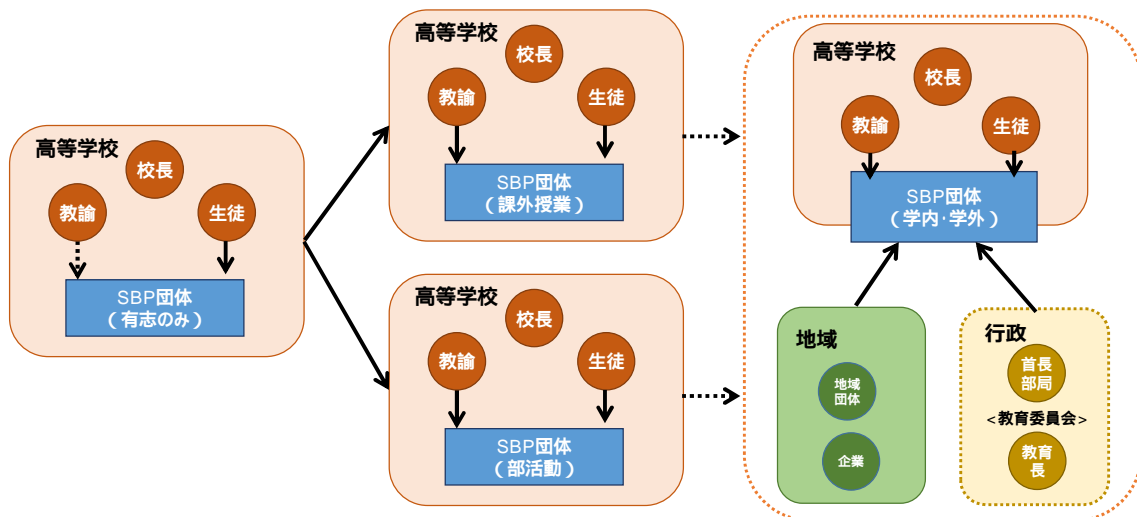 高等学校
校長
教諭
生徒
SBP団体
(有志のみ)
高等学校
校長
教諭
生徒
SBP団体
(課外授業)
高等学校
校長
教諭
生徒
SBP団体
(部活動)
高等学校
校長
教諭
生徒
SBP団体
(学内・学外)
地域
地域
団体
企業
行政
首長
部局
<教育委員会>
教育
長